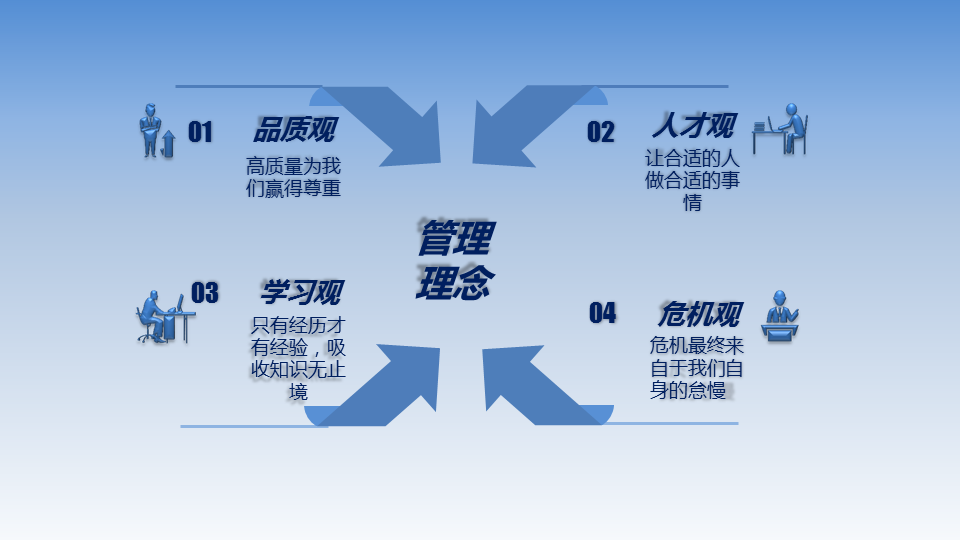 01
品质观
高质量为我
们赢得尊重
02
人才观
让合适的人
做合适的事
情
管理
理念
03
学习观
只有经历才
有经验，吸
收知识无止
境
04
危机观
危机最终来
自于我们自
身的怠慢